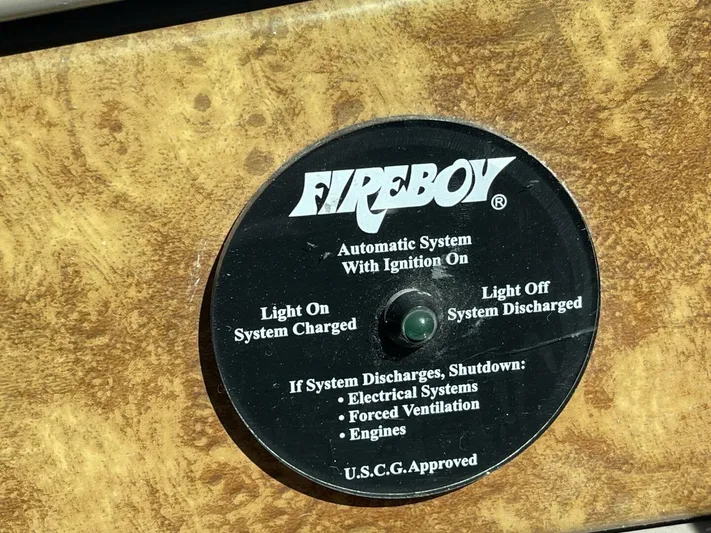 FIREBOY®
Automatic System
With Ignition On
Light On
System Charged
Light Off
System Discharged
If System Discharges, Shutdown:
• Electrical Systems
• Forced Ventilation
• Engines
U.S.C.G. Approved